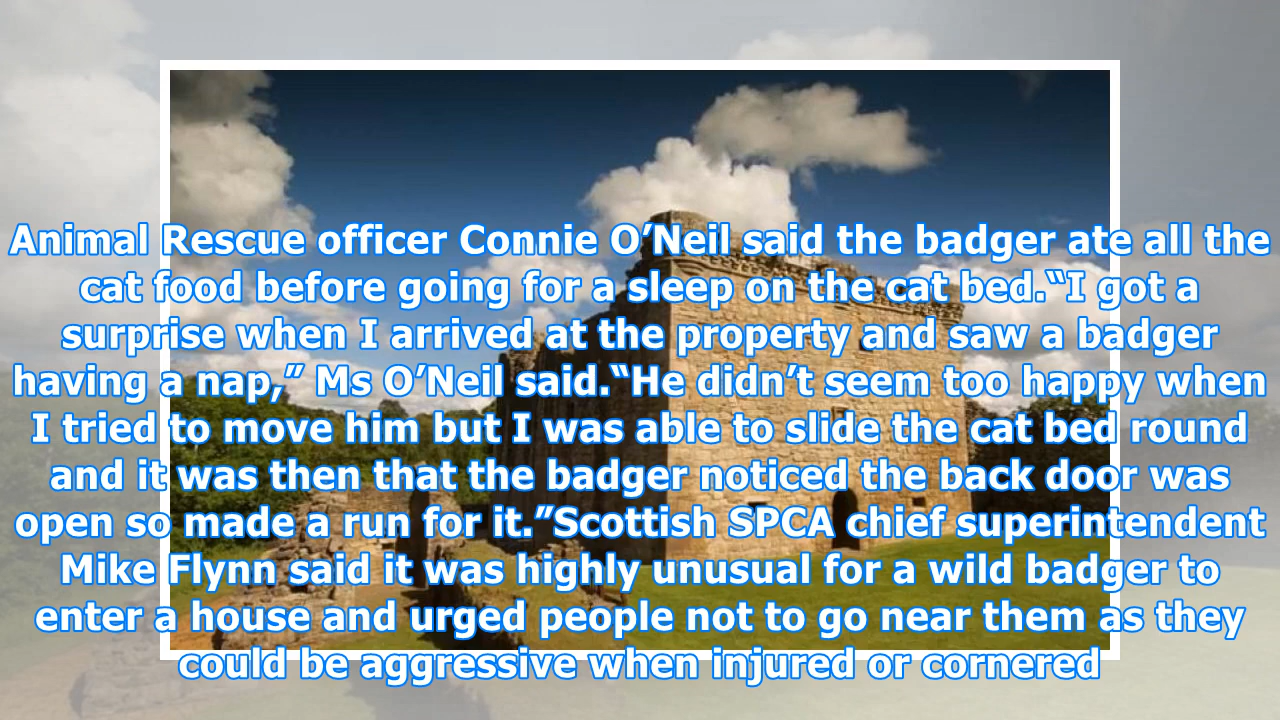 Animal Rescue officer Connie O’Neil said the badger ate all the
cat food before going for a sleep on the cat bed.“I got a
surprise when I arrived at the property and saw a badger
having a nap,” Ms O’Neil said.“He didn’t seem too happy when
I tried to move him but I was able to slide the cat bed round
and it was then that the badger noticed the back door was
open so made a run for it.”Scottish SPCA chief superintendent
Mike Flynn said it was highly unusual for a wild badger to
enter a house and urged people not to go near them as they
could be aggressive when injured or cornered